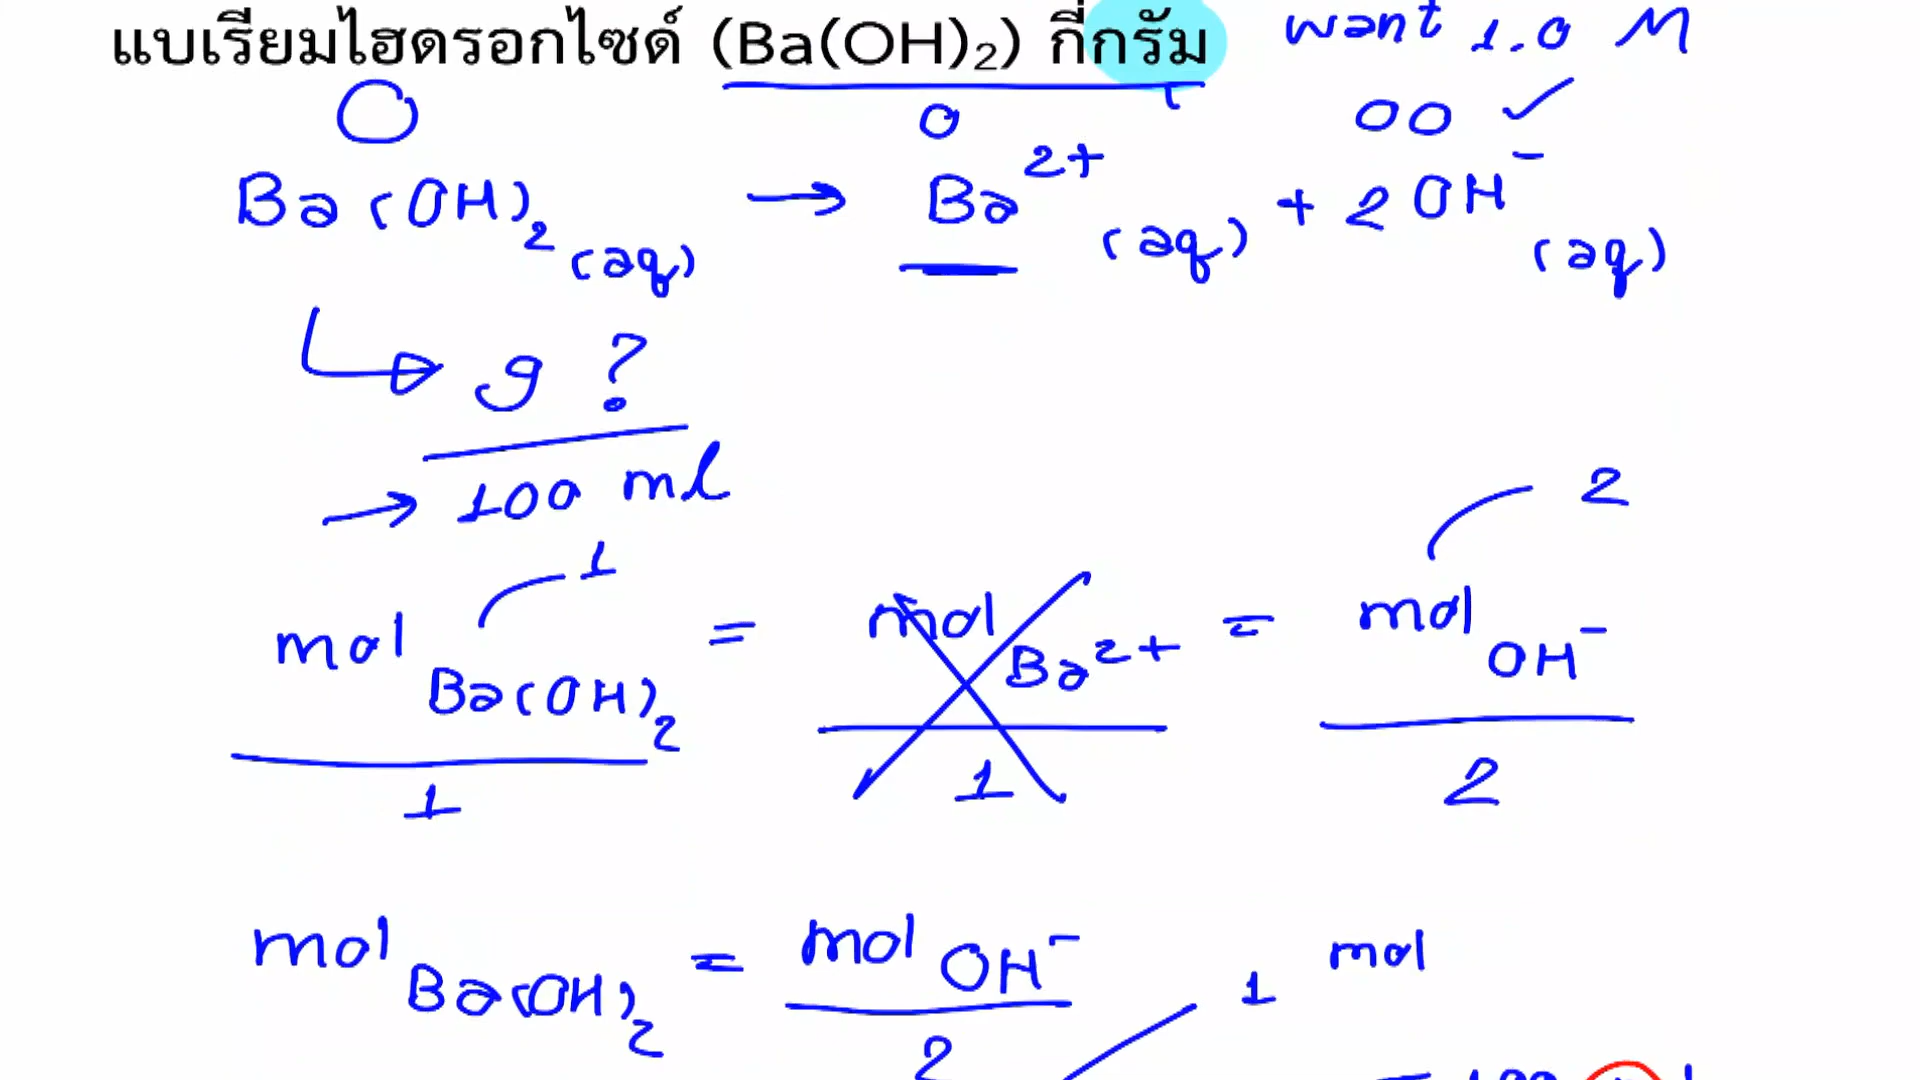 แบเรียมไฮดรอกไซด์ (Ba(OH)₂) กี่กรัม want 1.0 M
Ba(OH)₂(aq) → Ba²⁺(aq) + 2OH⁻(aq)
g ?
→ 100 ml
1 2
mol Ba(OH)₂ = mol Ba²⁺ = mol OH⁻
1 1 2
mol Ba(OH)₂ = mol OH⁻ 1 mol
2